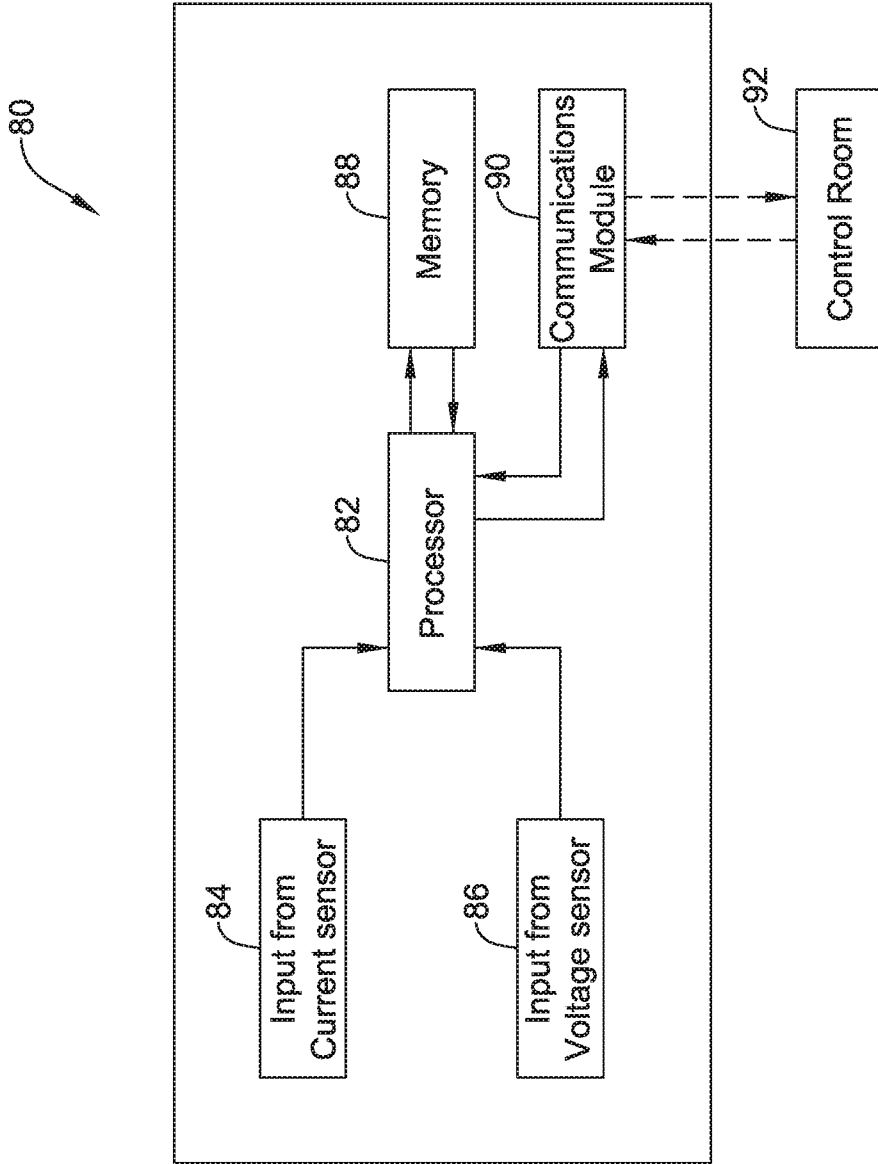 80
84
Input from
Current sensor
82
Processor
88
Memory
86
Input from
Voltage sensor
90
Communications
Module
92
Control Room